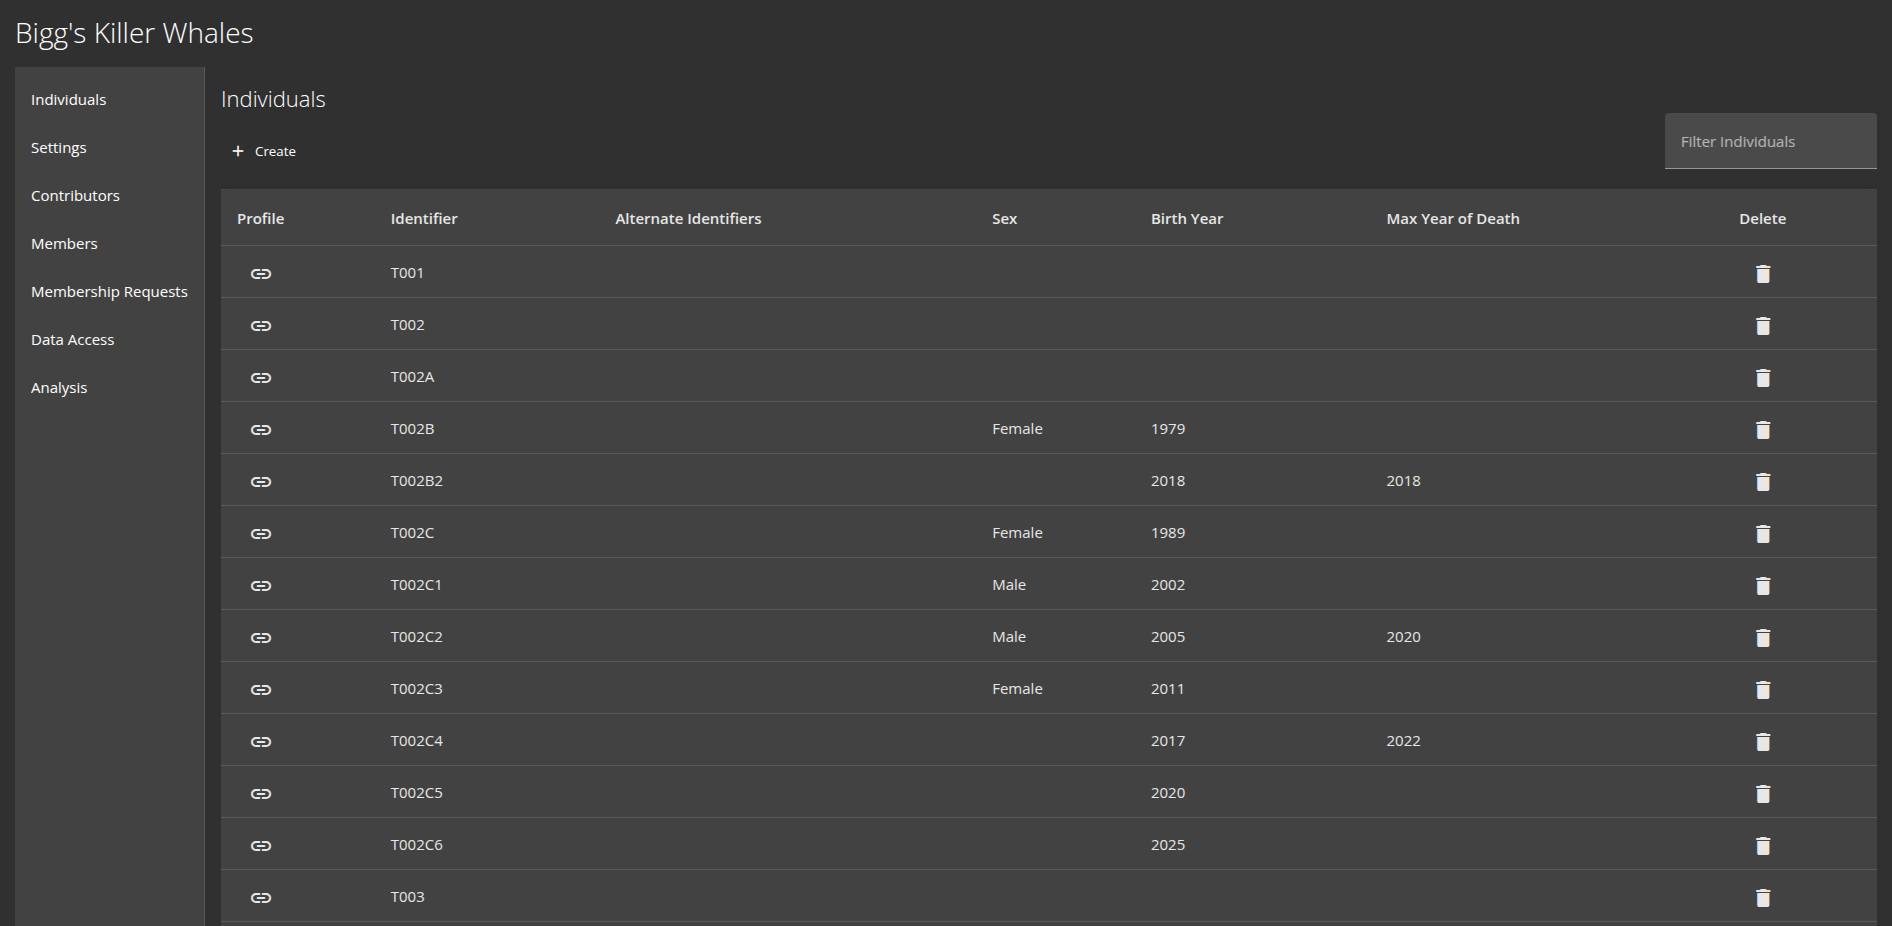 Bigg's Killer Whales
Individuals
Settings
Contributors
Members
Membership Requests
Data Access
Analysis
Individuals
+ Create
Filter Individuals
Profile Identifier Alternate Identifiers Sex Birth Year Max Year of Death Delete
T001
T002
T002A
T002B Female 1979
T002B2 2018 2018
T002C Female 1989
T002C1 Male 2002
T002C2 Male 2005 2020
T002C3 Female 2011
T002C4 2017 2022
T002C5 2020
T002C6 2025
T003